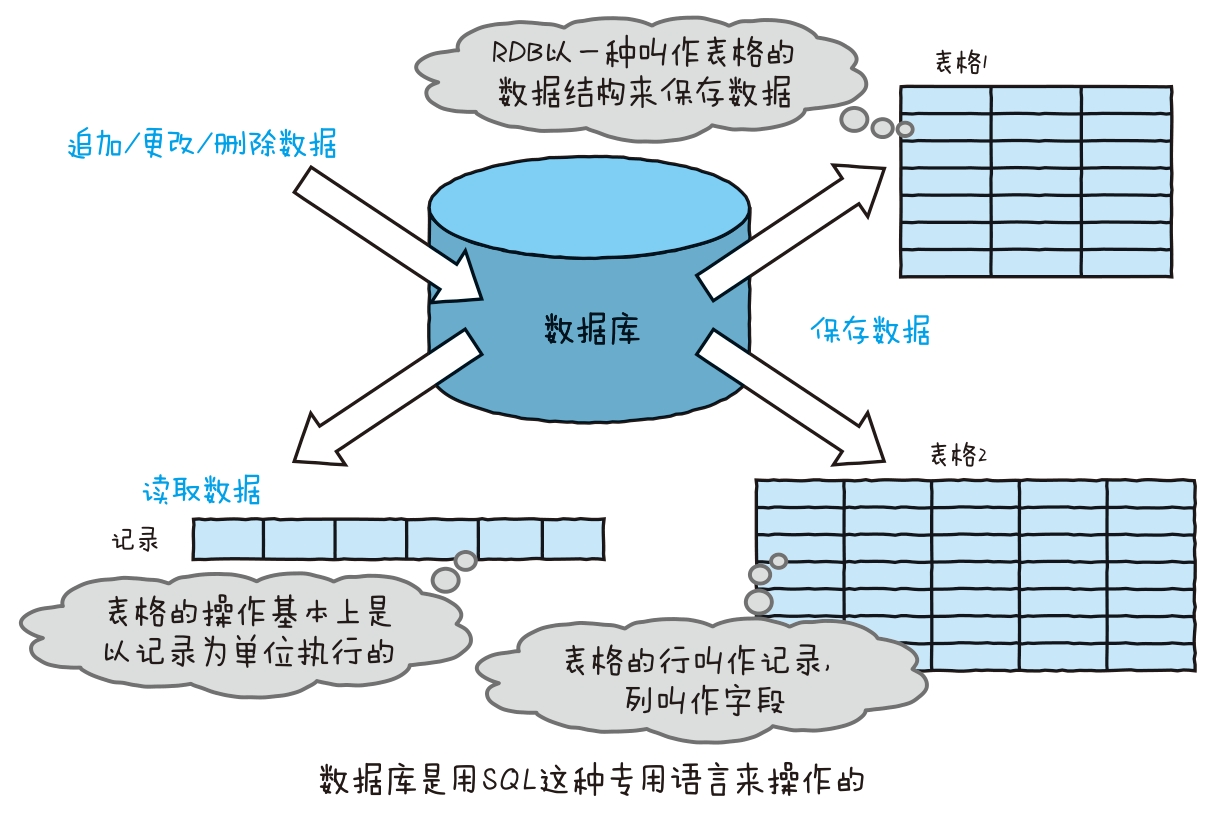 RDB以一种叫作表格的
数据结构来保存数据
表格1
追加/更改/删除数据
数据库
保存数据
表格2
读取数据
记录
表格的操作基本上是
以记录为单位执行的
表格的行叫作记录,
列叫作字段
数据库是用SQL这种专用语言来操作的